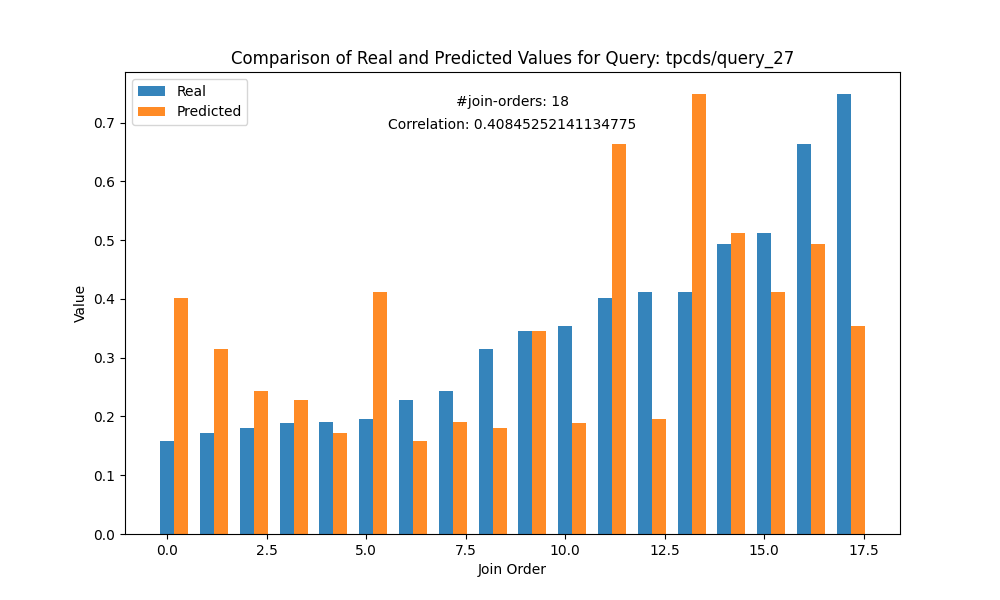 Comparison of Real and Predicted Values for Query: tpcds/query_27
Real
Predicted
#join-orders: 18
Correlation: 0.40845252141134775
Value
0.7
0.6
0.5
0.4
0.3
0.2
0.1
0.0
0.0 2.5 5.0 7.5 10.0 12.5 15.0 17.5
Join Order